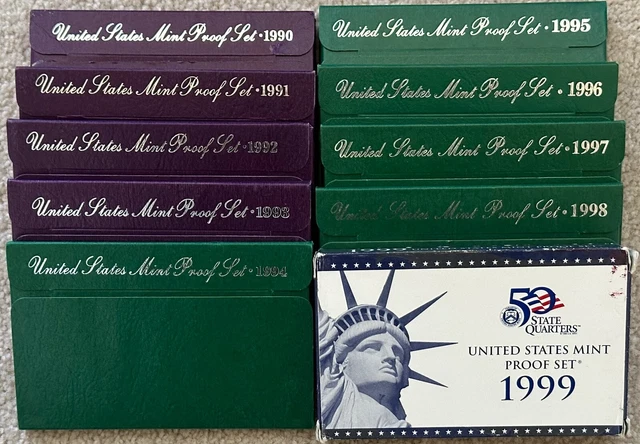 United States Mint Proof Set • 1990
United States Mint Proof Set • 1991
United States Mint Proof Set • 1992
United States Mint Proof Set • 1993
United States Mint Proof Set • 1994
United States Mint Proof Set • 1995
United States Mint Proof Set • 1996
United States Mint Proof Set • 1997
United States Mint Proof Set • 1998
50
STATE
QUARTERS™
UNITED STATES MINT
PROOF SET®
1999